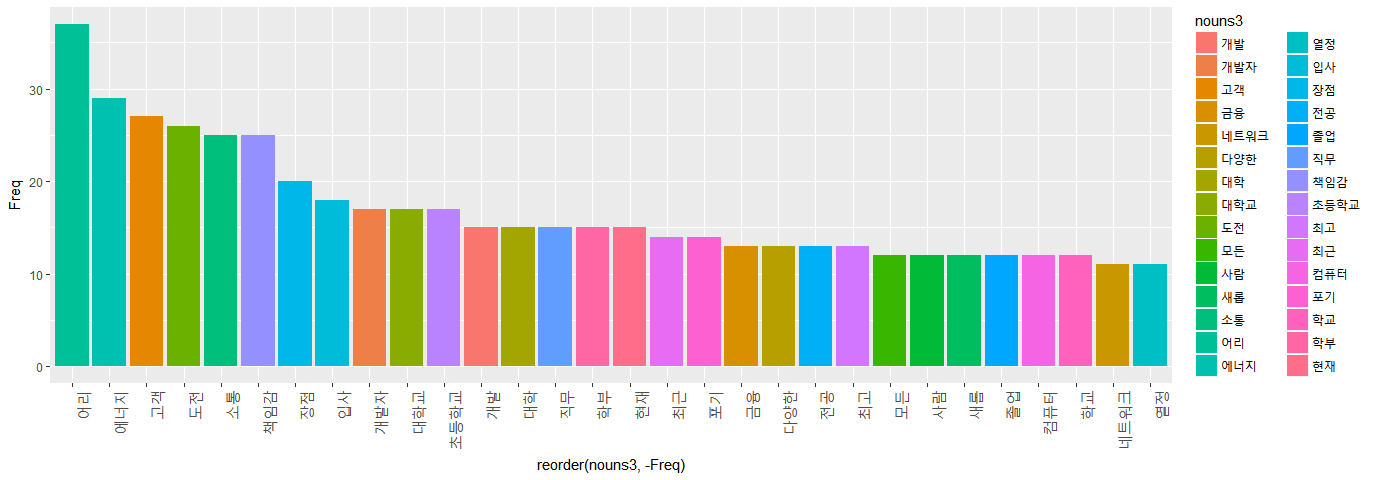 Freq
30
20
10
0
어리
에너지
고객
도전
소통
책임감
장점
입사
개발자
대학교
초등학교
개발
대학
직무
학부
현재
최근
포기
금융
다양한
전공
최고
모든
사람
새롭
졸업
컴퓨터
학교
네트워크
열정
reorder(nouns3, -Freq)
nouns3
개발
개발자
고객
금융
네트워크
다양한
대학
대학교
도전
모든
사람
새롭
소통
어리
에너지
열정
입사
장점
전공
졸업
직무
책임감
초등학교
최고
최근
컴퓨터
포기
학교
학부
현재